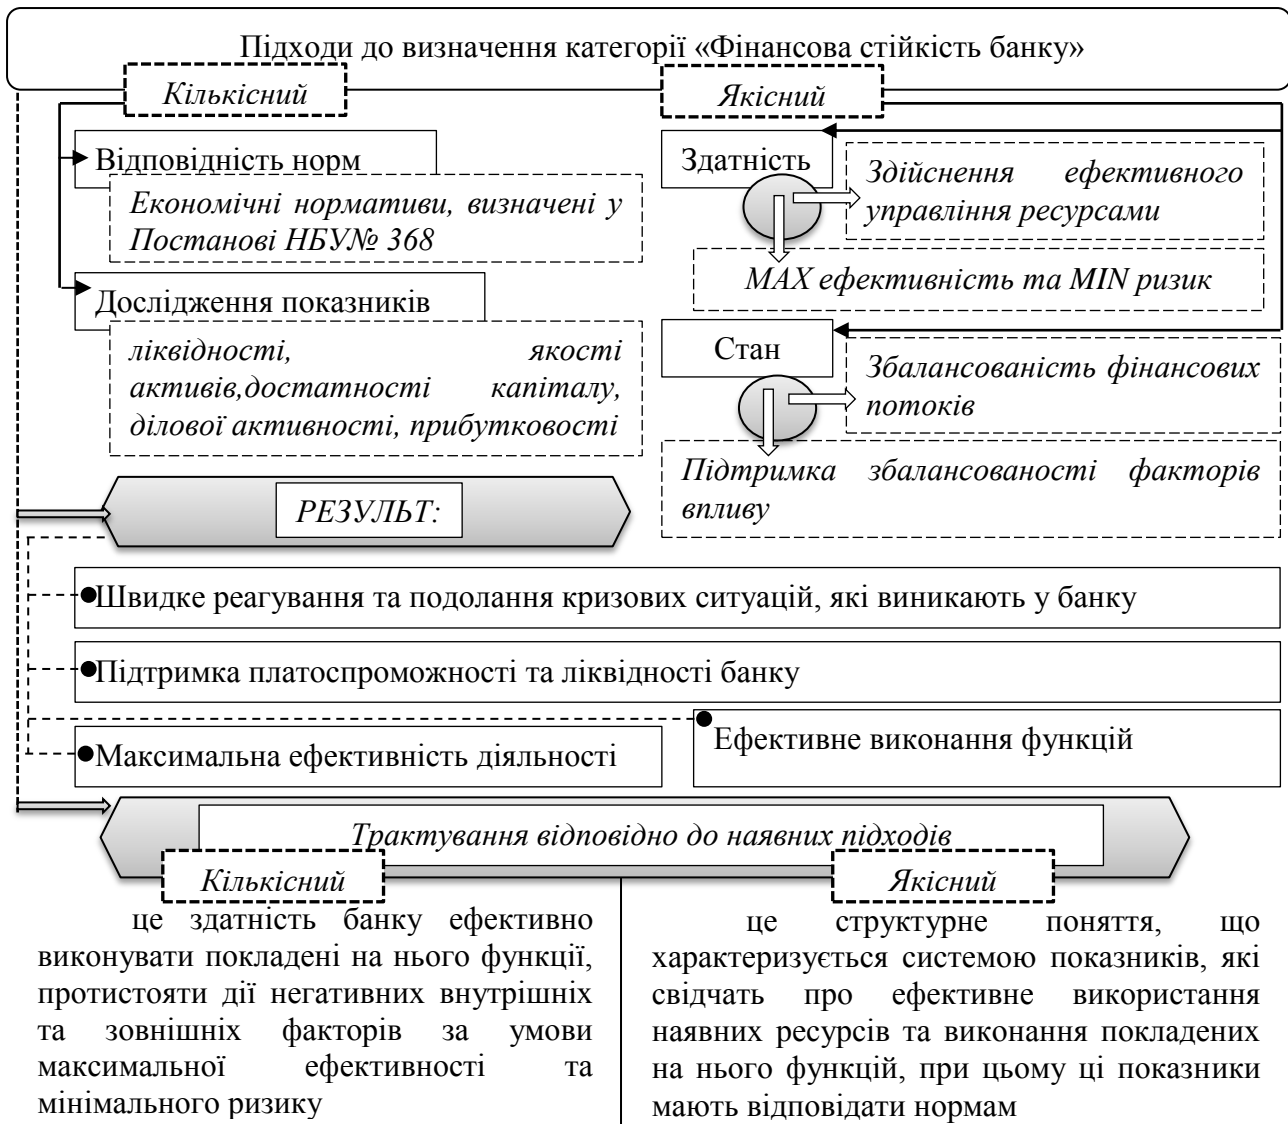 Підходи до визначення категорії «Фінансова стійкість банку»
Кількісний
Відповідність норм
Економічні нормативи, визначені у
Постанові НБУ№ 368
Дослідження показників
ліквідності, якості
активів,достатності капіталу,
ділової активності, прибутковості
Якісний
Здатність
Здійснення ефективного
управління ресурсами
MAX ефективність та MIN ризик
Стан
Збалансованість фінансових
потоків
Підтримка збалансованості факторів
впливу
РЕЗУЛЬТ:
Швидке реагування та подолання кризових ситуацій, які виникають у банку
Підтримка платоспроможності та ліквідності банку
Максимальна ефективність діяльності
Ефективне виконання функцій
Трактування відповідно до наявних підходів
Кількісний
це здатність банку ефективно
виконувати покладені на нього функції,
протистояти дії негативних внутрішніх
та зовнішніх факторів за умови
максимальної ефективності та
мінімального ризику
Якісний
це структурне поняття, що
характеризується системою показників, які
свідчать про ефективне використання
наявних ресурсів та виконання покладених
на нього функцій, при цьому ці показники
мають відповідати нормам